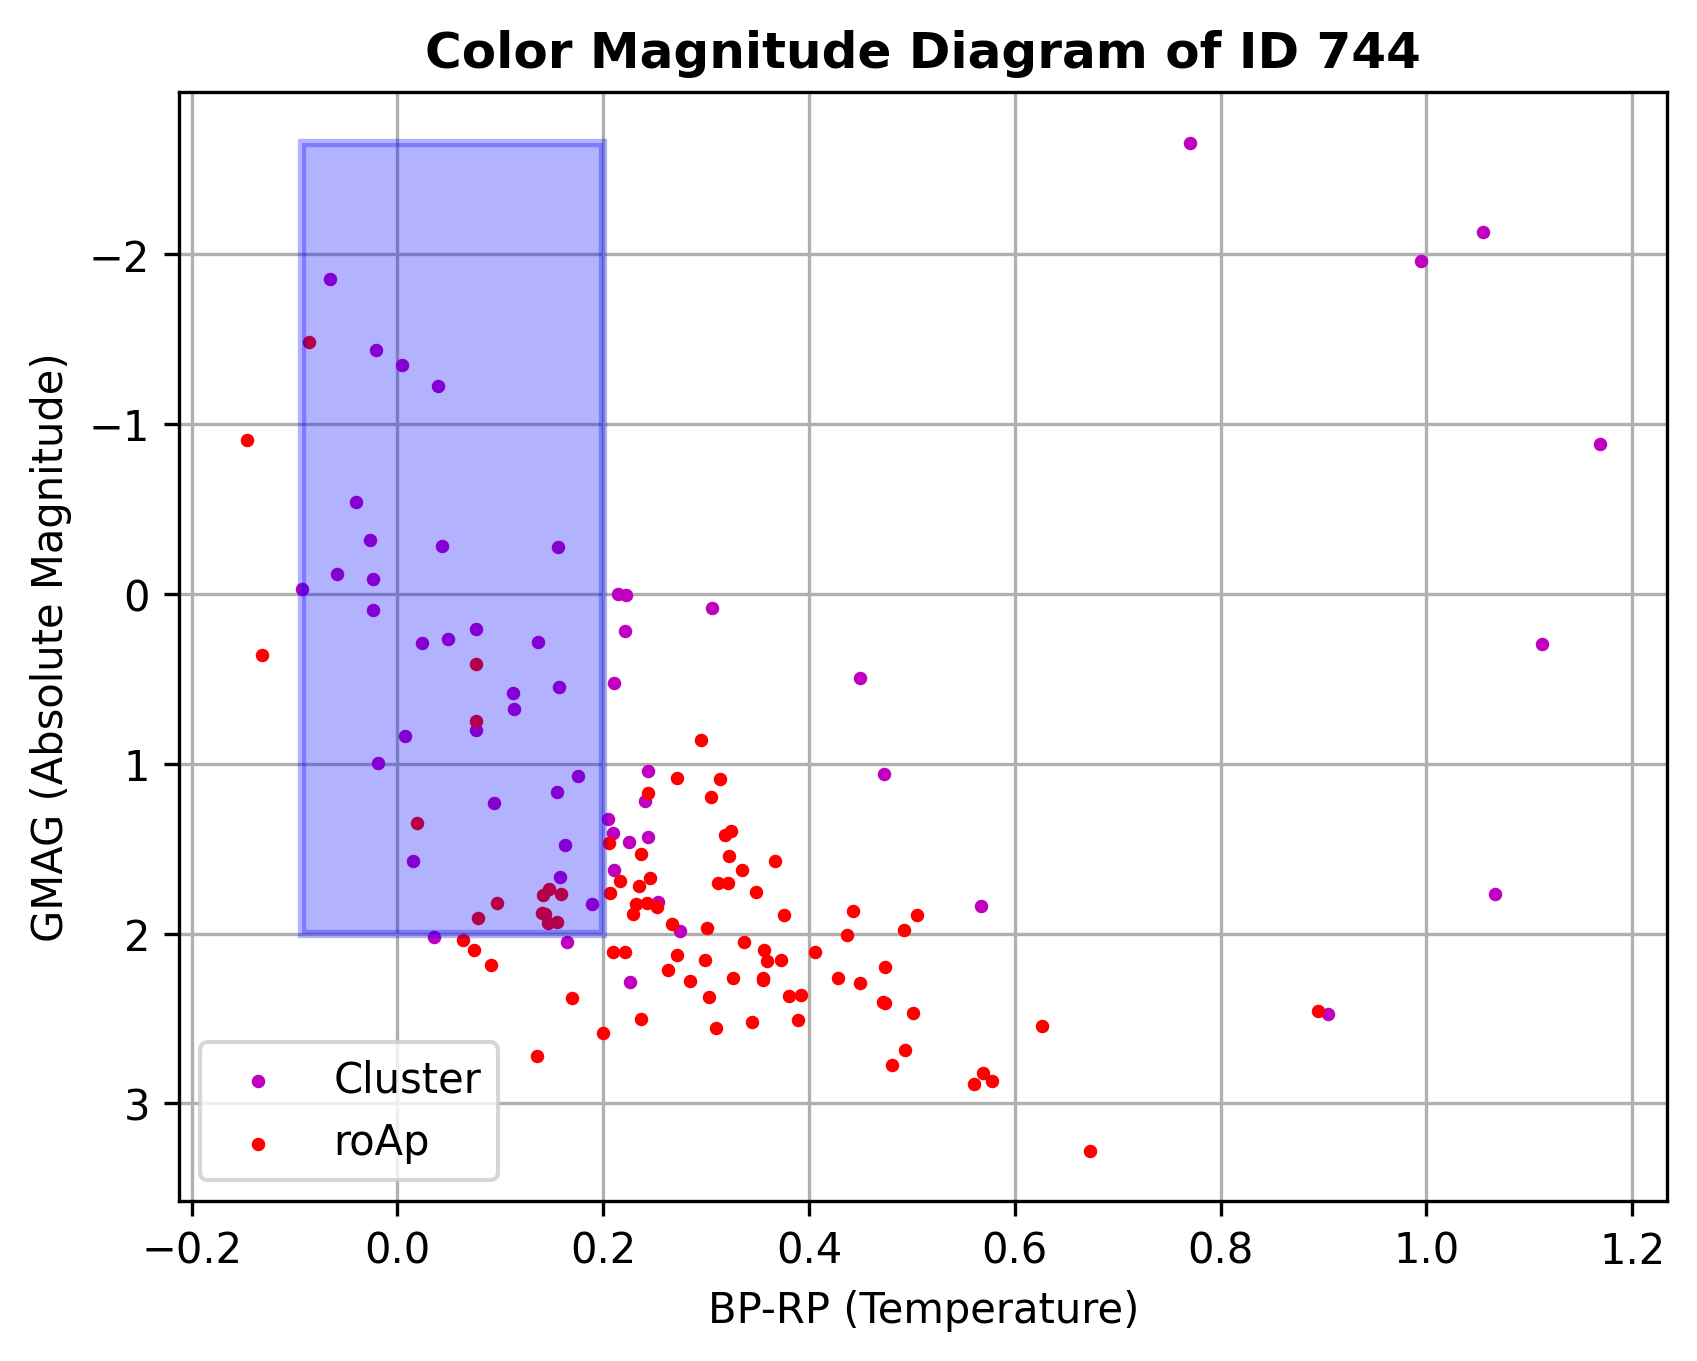 Color Magnitude Diagram of ID 744
GMAG (Absolute Magnitude)
−2
−1
0
1
2
3
Cluster
roAp
−0.2 0.0 0.2 0.4 0.6 0.8 1.0 1.2
BP-RP (Temperature)